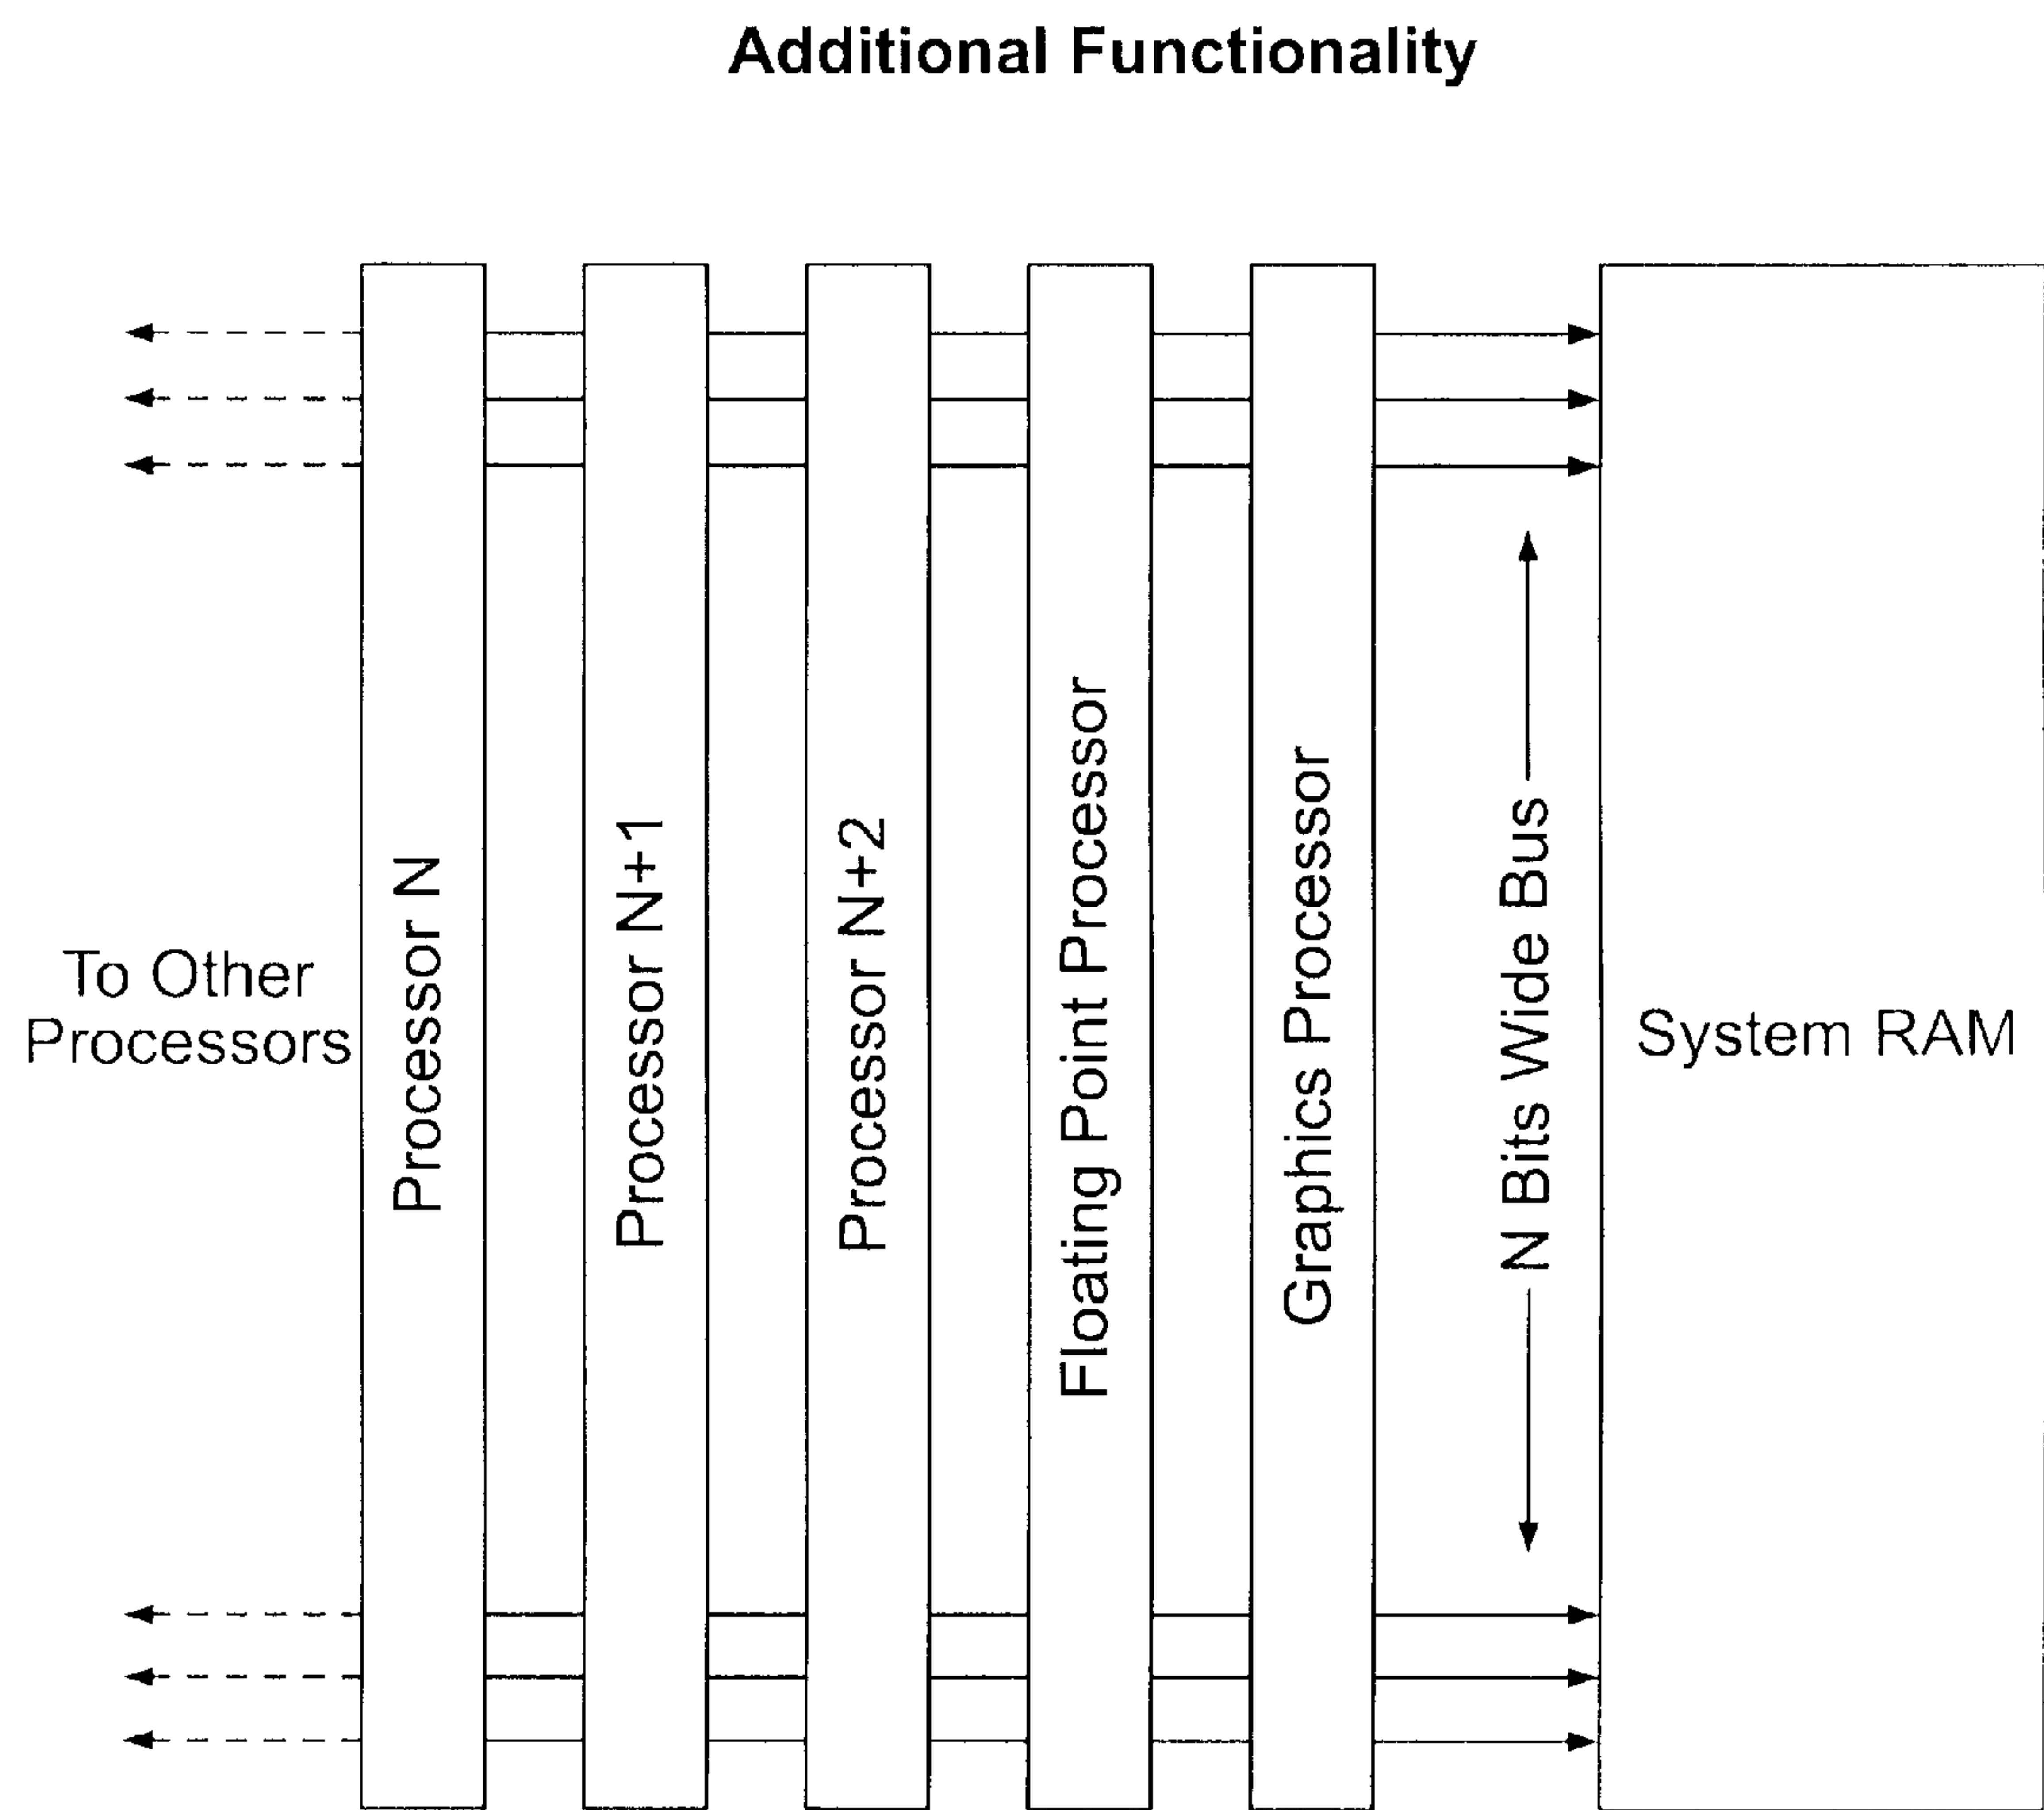 Additional Functionality
To Other
Processors
Processor N
Processor N+1
Processor N+2
Floating Point Processor
Graphics Processor
N Bits Wide Bus
System RAM